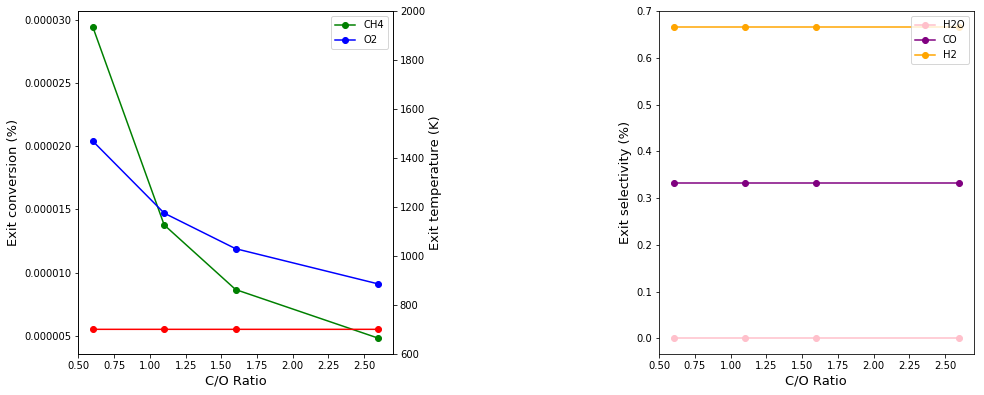 0.000030
0.000025
0.000020
0.000015
0.000010
0.000005
Exit conversion (%)
0.50 0.75 1.00 1.25 1.50 1.75 2.00 2.25 2.50
C/O Ratio
CH4
O2
2000
1800
1600
1400
1200
1000
800
600
Exit temperature (K)
0.7
0.6
0.5
0.4
0.3
0.2
0.1
0.0
Exit selectivity (%)
0.50 0.75 1.00 1.25 1.50 1.75 2.00 2.25 2.50
C/O Ratio
H2O
CO
H2